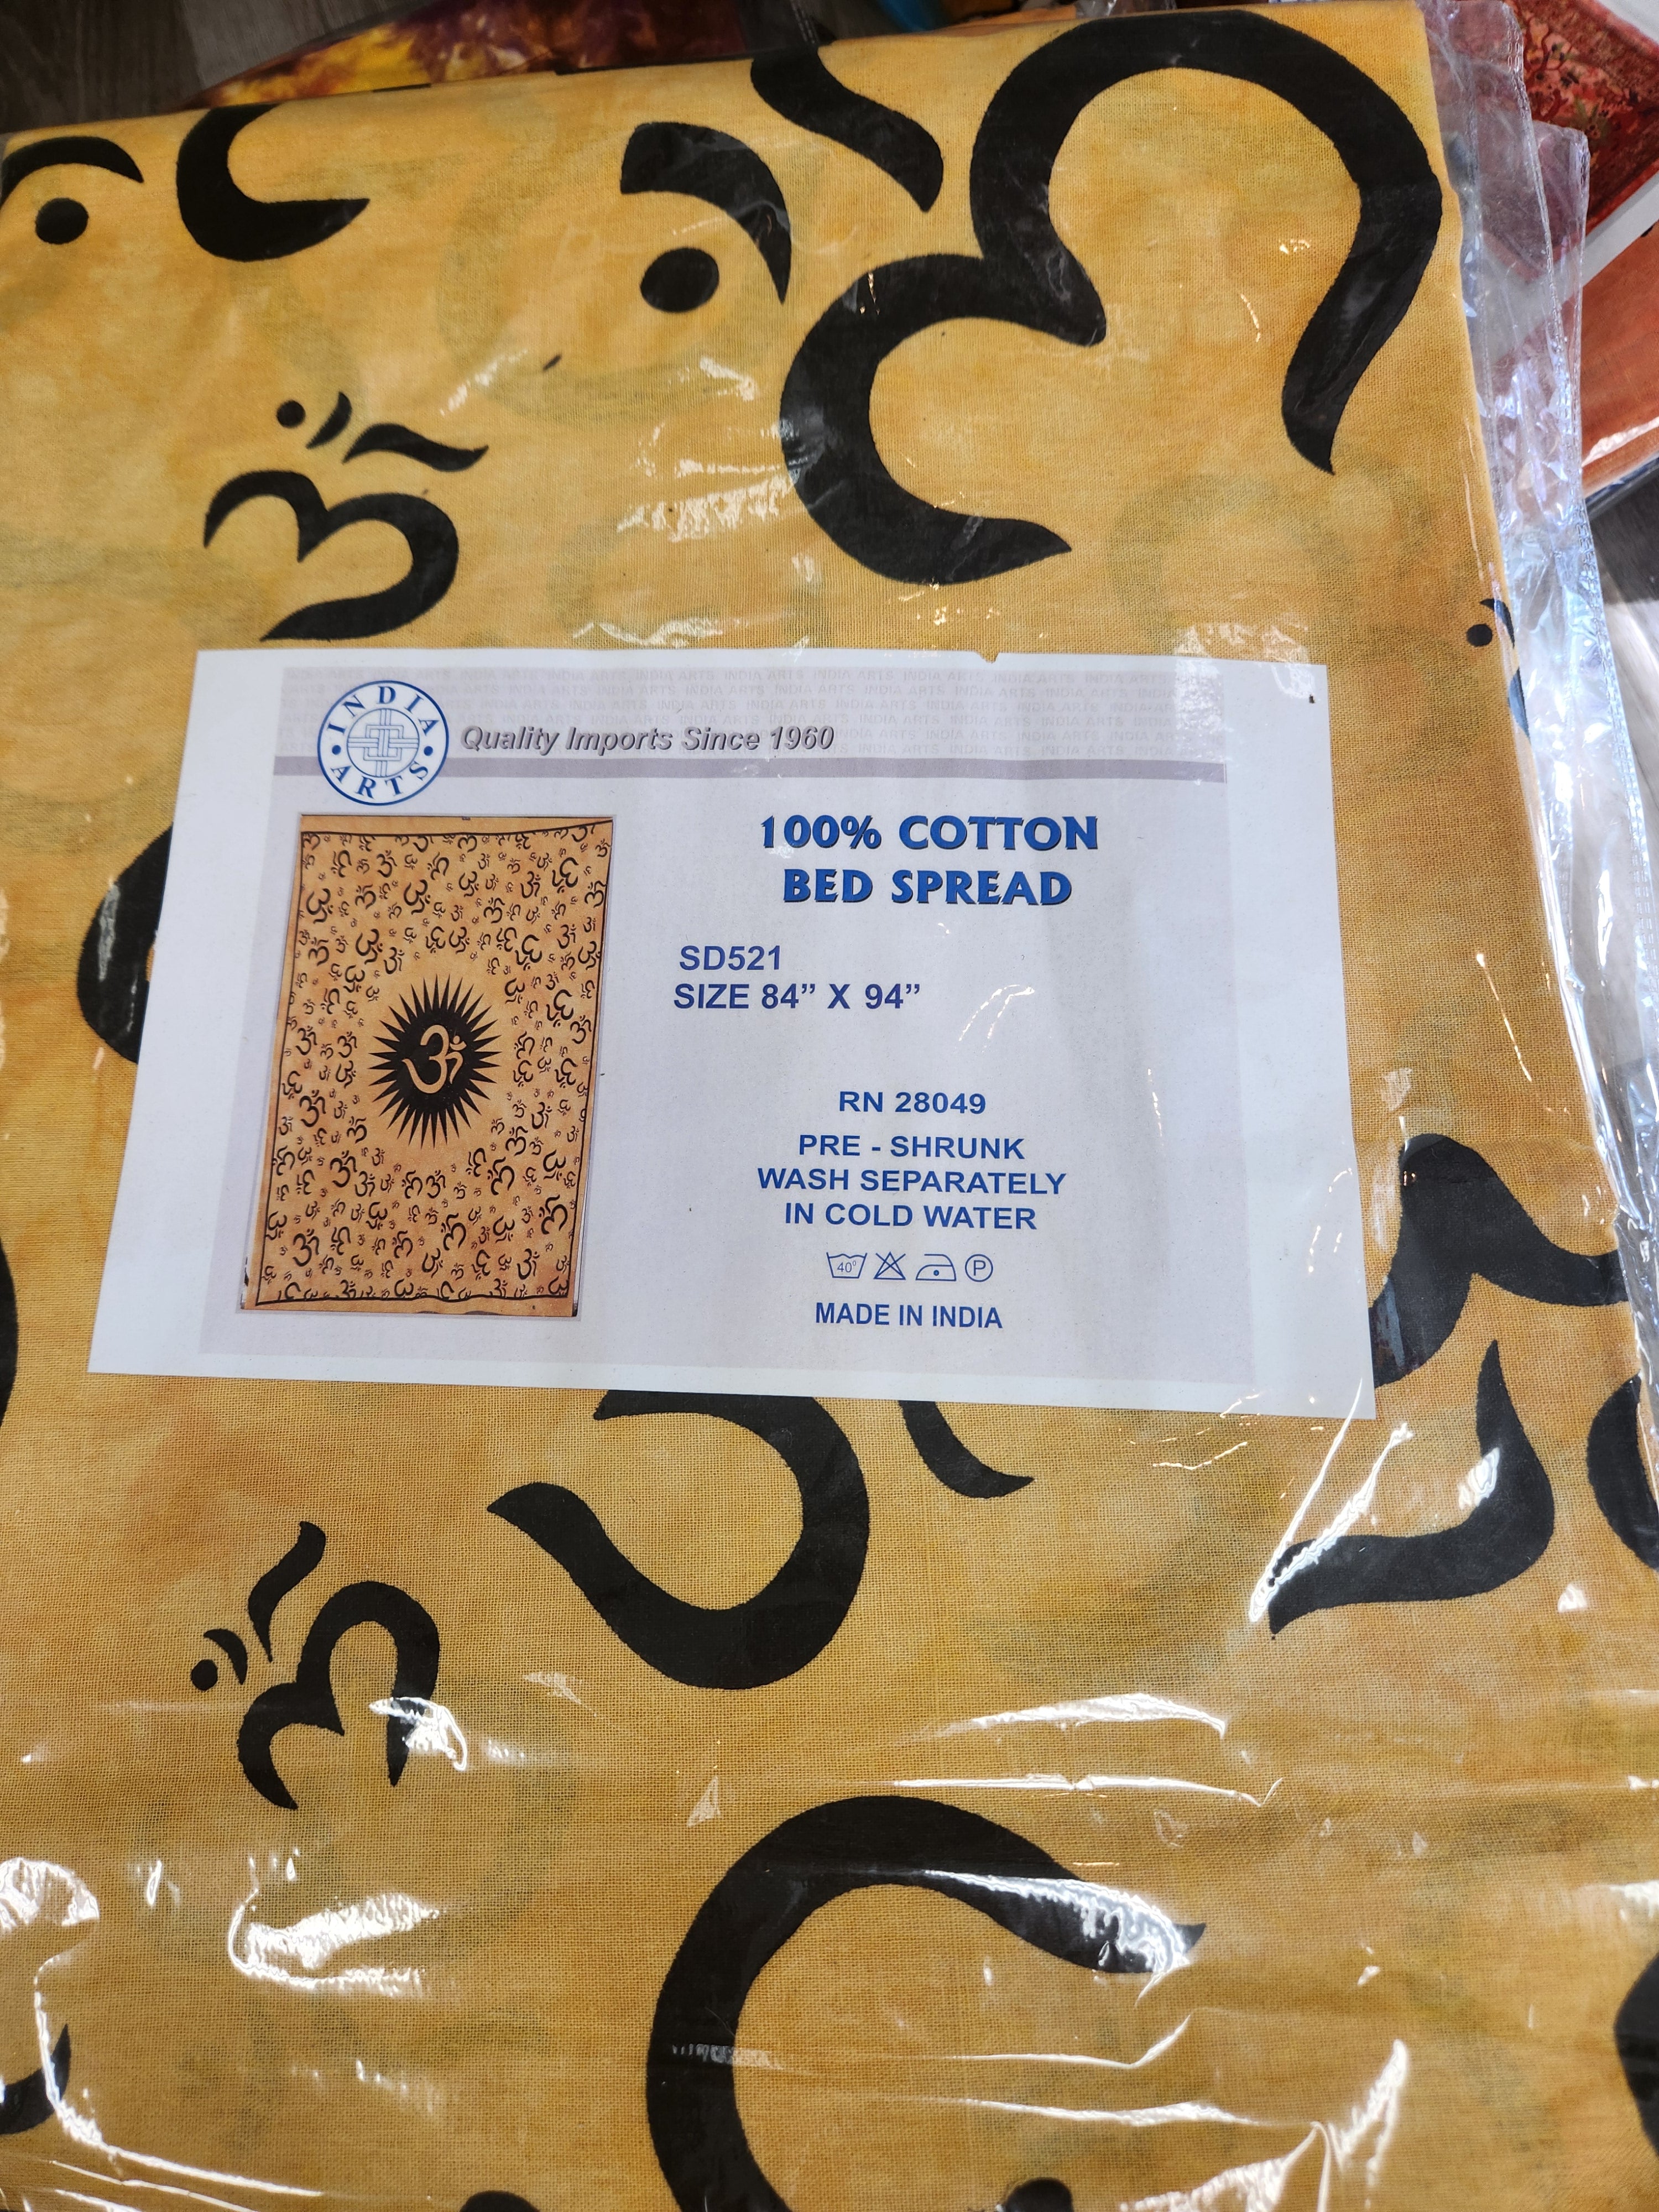 INDIA ARTS
Quality Imports Since 1960
100% COTTON
BED SPREAD
SD521
SIZE 84” X 94”
RN 28049
PRE - SHRUNK
WASH SEPARATELY
IN COLD WATER
40° P
MADE IN INDIA
ॐ
ॐ
ॐ